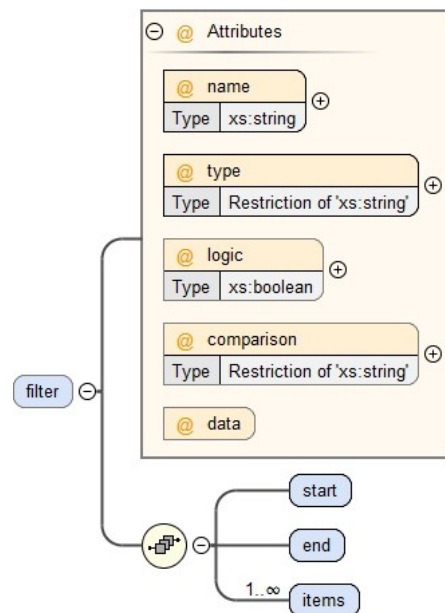 @ Attributes
@ name
Type xs:string
@ type
Type Restriction of 'xs:string'
@ logic
Type xs:boolean
@ comparison
Type Restriction of 'xs:string'
@ data
filter
start
end
1..∞
items